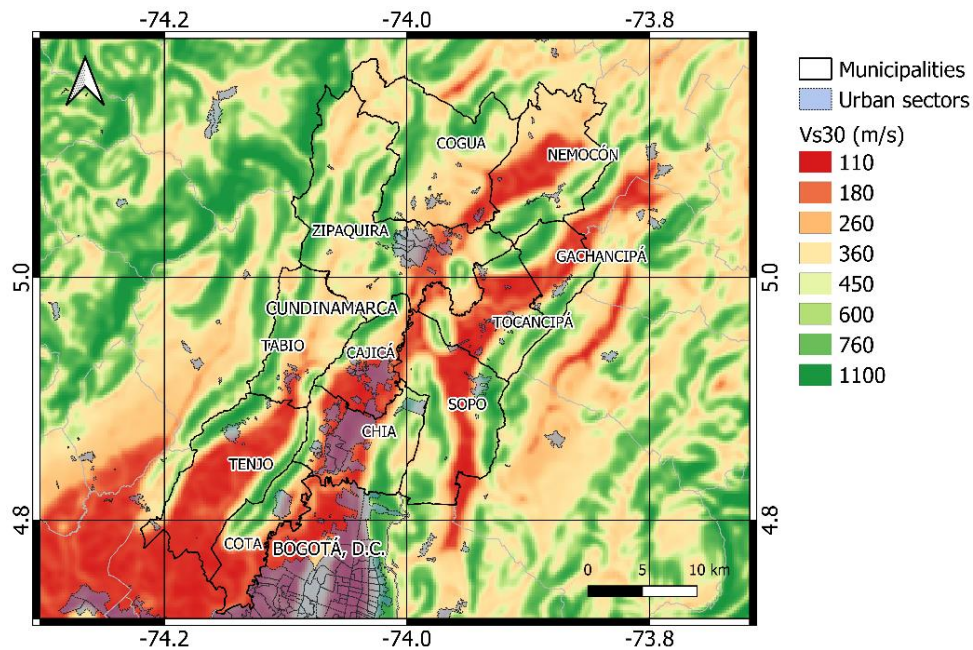 -74.2 -74.0 -73.8
Municipalities
Urban sectors
Vs30 (m/s)
110
180
260
360
450
600
760
1100
COGUA
NEMOCÓN
ZIPAQUIRA
GACHANCIPÁ
5.0 5.0
CUNDINAMARCA
TOCANCIPÁ
TABIO
CAJICÁ
SOPO
CHIA
TENJO
4.8 4.8
COTA
BOGOTÁ, D.C.
0 5 10 km
-74.2 -74.0 -73.8